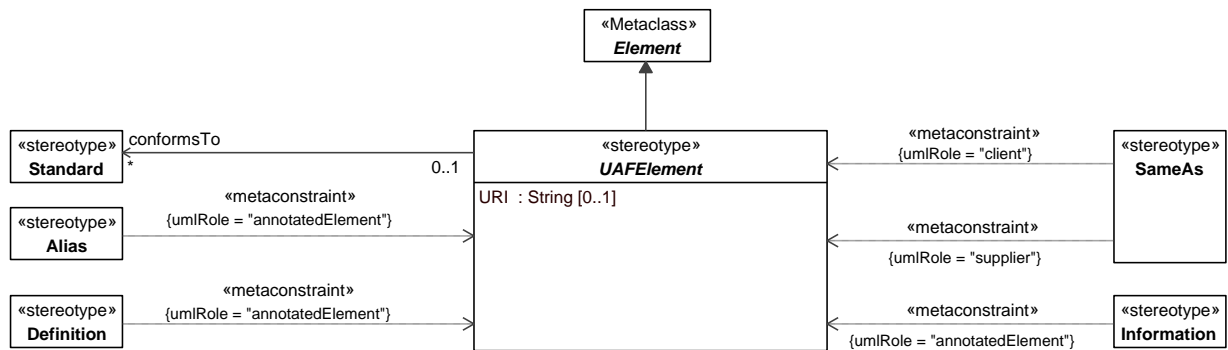 «Metaclass»
Element
«stereotype»
Standard
conformsTo
*
0..1
«stereotype»
UAFElement
URI : String [0..1]
«metaconstraint»
{umlRole = "client"}
«stereotype»
SameAs
«metaconstraint»
{umlRole = "annotatedElement"}
«stereotype»
Alias
«metaconstraint»
{umlRole = "supplier"}
«metaconstraint»
{umlRole = "annotatedElement"}
«stereotype»
Definition
«metaconstraint»
{umlRole = "annotatedElement"}
«stereotype»
Information